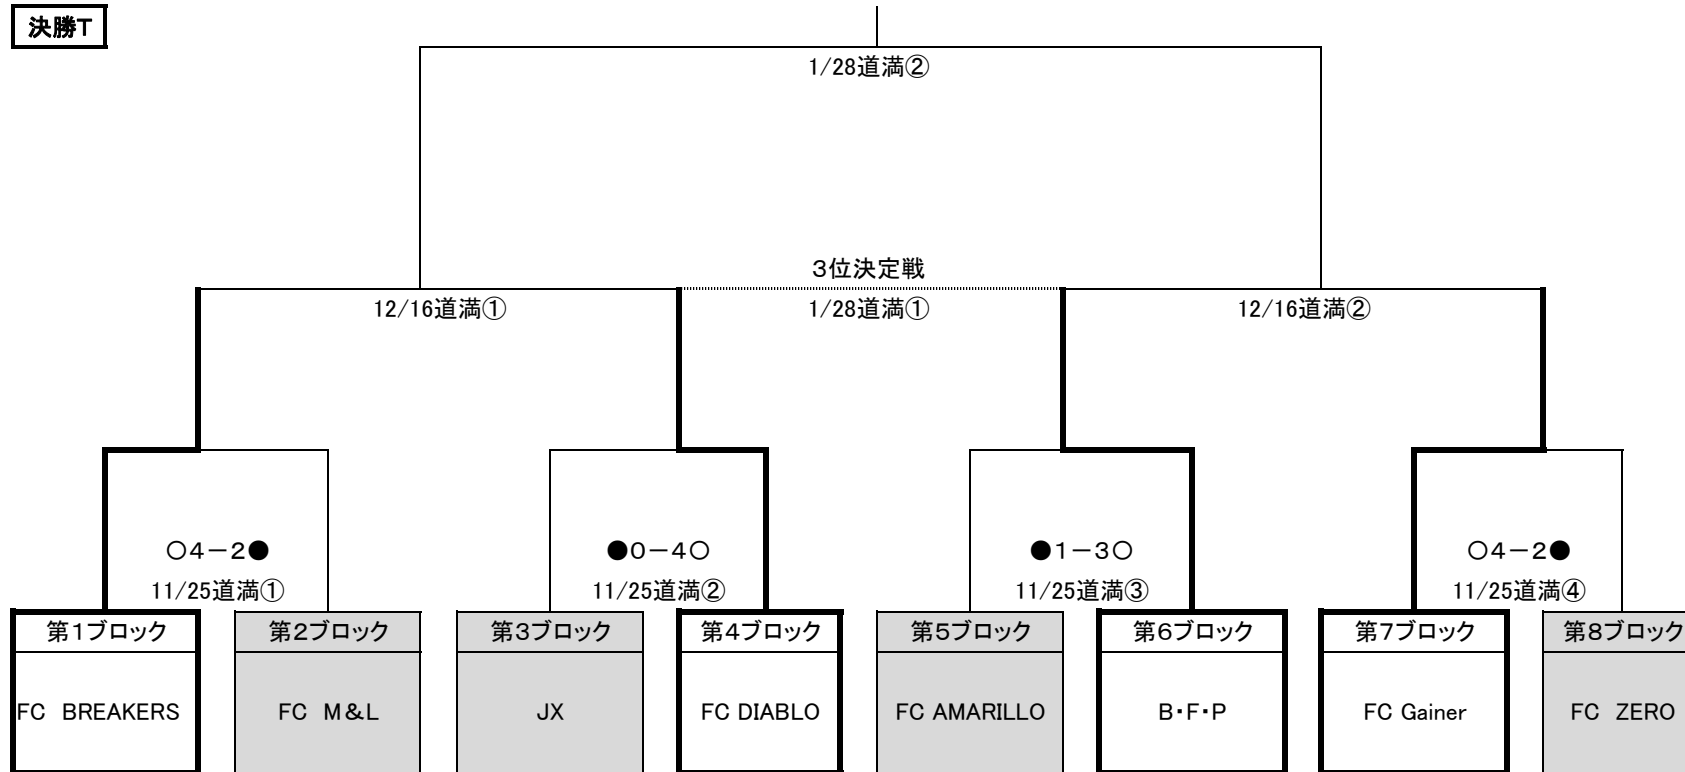 決勝T
1/28道満②
3位決定戦
12/16道満①
1/28道満①
12/16道満②
○4－2●
●0－4○
●1－3○
○4－2●
11/25道満①
11/25道満②
11/25道満③
11/25道満④
第1ブロック
第2ブロック
第3ブロック
第4ブロック
第5ブロック
第6ブロック
第7ブロック
第8ブロック
FC BREAKERS
FC M&L
JX
FC DIABLO
FC AMARILLO
B・F・P
FC Gainer
FC ZERO